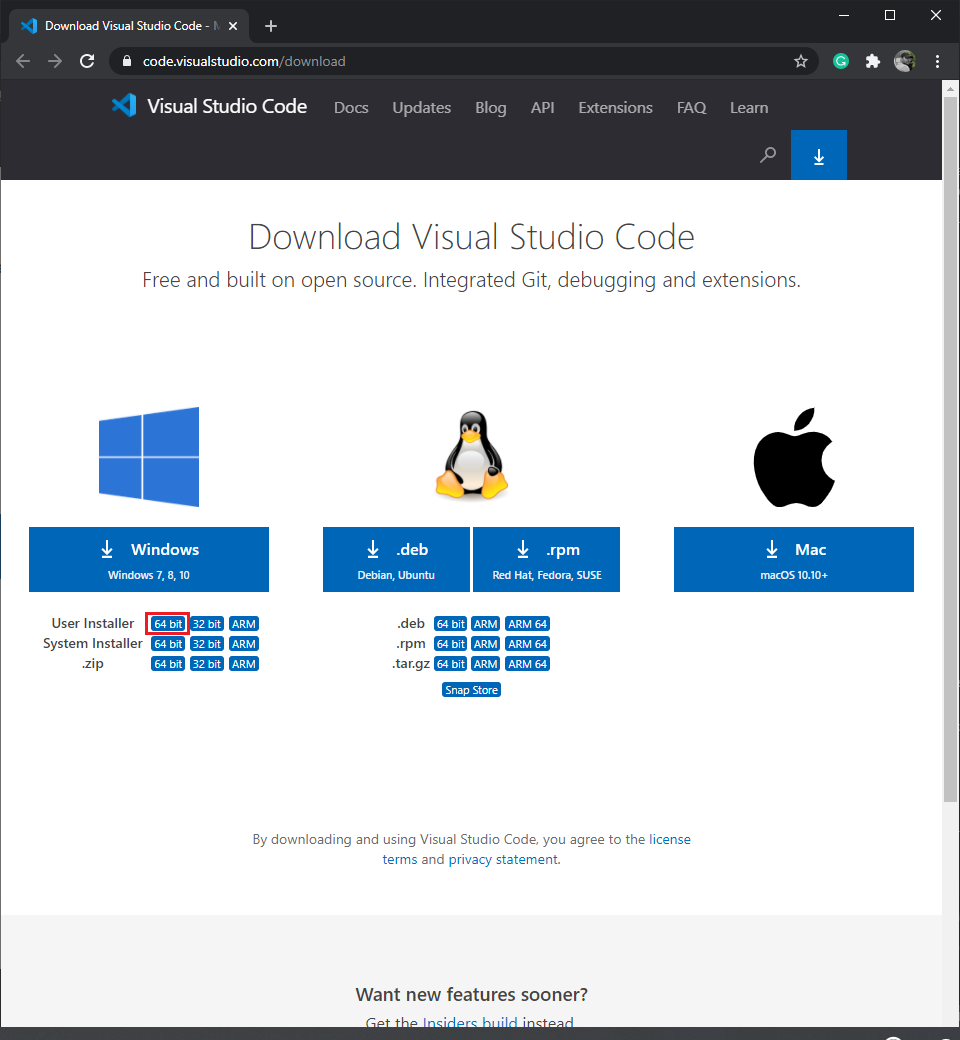 Download Visual Studio Code -
code.visualstudio.com/download
Visual Studio Code Docs Updates Blog API Extensions FAQ Learn
Download Visual Studio Code
Free and built on open source. Integrated Git, debugging and extensions.
Windows
Windows 7, 8, 10
.deb
Debian, Ubuntu
.rpm
Red Hat, Fedora, SUSE
Mac
macOS 10.10+
User Installer 64 bit 32 bit ARM
System Installer 64 bit 32 bit ARM
.zip 64 bit 32 bit ARM
.deb 64 bit ARM ARM 64
.rpm 64 bit ARM ARM 64
.tar.gz 64 bit ARM ARM 64
Snap Store
By downloading and using Visual Studio Code, you agree to the license
terms and privacy statement.
Want new features sooner?
Get the Insiders build instead